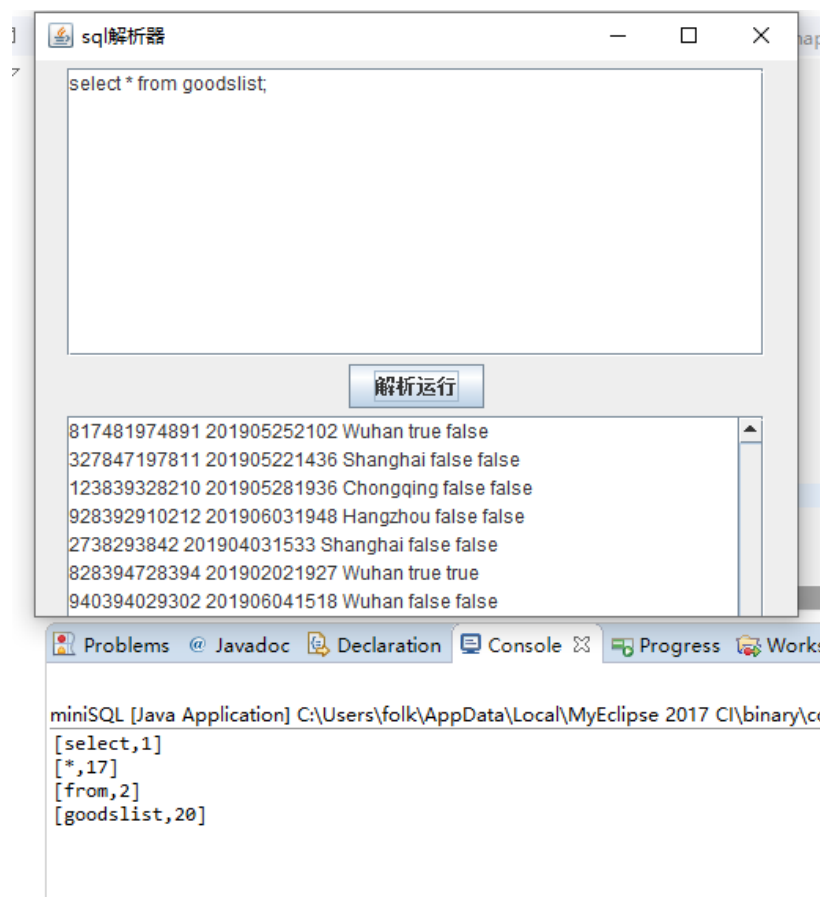 sql解析器
select * from goodslist;
解析运行
817481974891 201905252102 Wuhan true false
327847197811 201905221436 Shanghai false false
123839328210 201905281936 Chongqing false false
928392910212 201906031948 Hangzhou false false
2738293842 201904031533 Shanghai false false
828394728394 201902021927 Wuhan true true
940394029302 201906041518 Wuhan false false
Problems @ Javadoc Declaration Console Progress Works
miniSQL [Java Application] C:\Users\folk\AppData\Local\MyEclipse 2017 CI\binary\co
[select,1]
[*,17]
[from,2]
[goodslist,20]